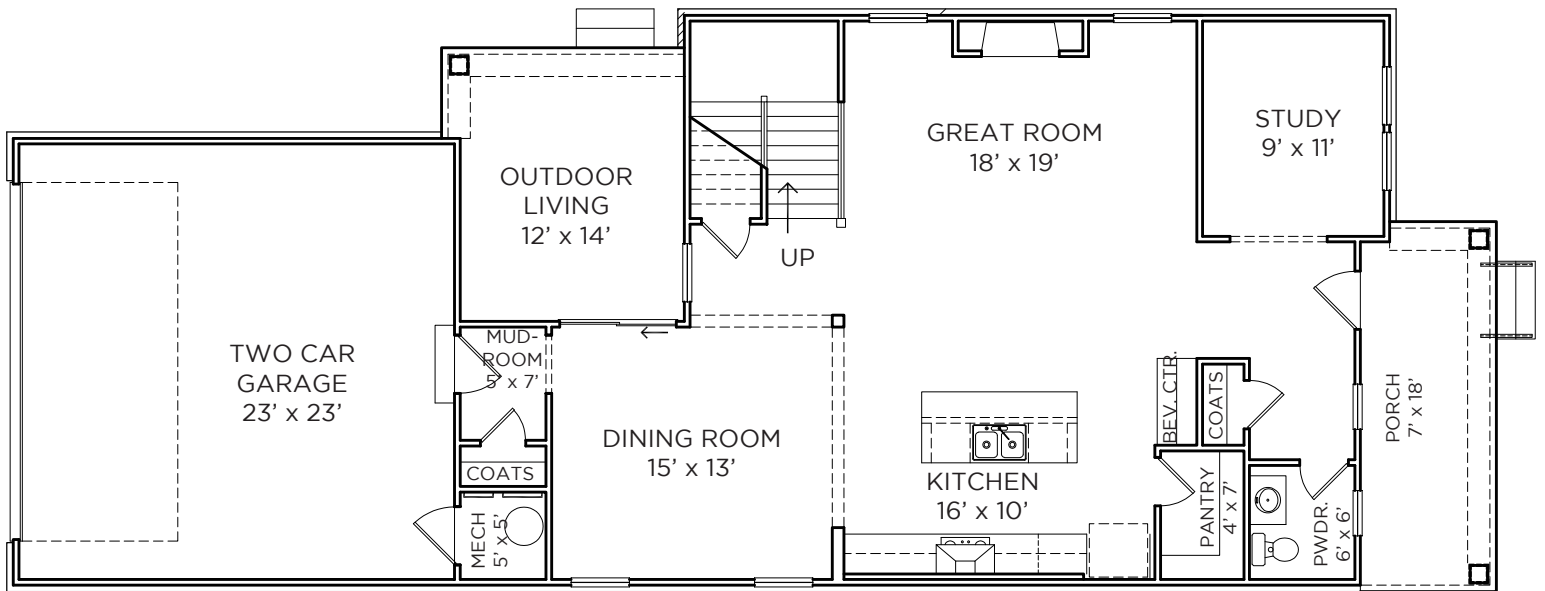 TWO CAR
GARAGE
23’ x 23’
OUTDOOR
LIVING
12’ x 14’
MUD-
ROOM
5’ x 7’
COATS
MECH
5’ x 5’
DINING ROOM
15’ x 13’
UP
GREAT ROOM
18’ x 19’
STUDY
9’ x 11’
KITCHEN
16’ x 10’
BEV. CTR.
COATS
PANTRY
4’ x 7’
PWDR.
6’ x 6’
PORCH
7’ x 18’